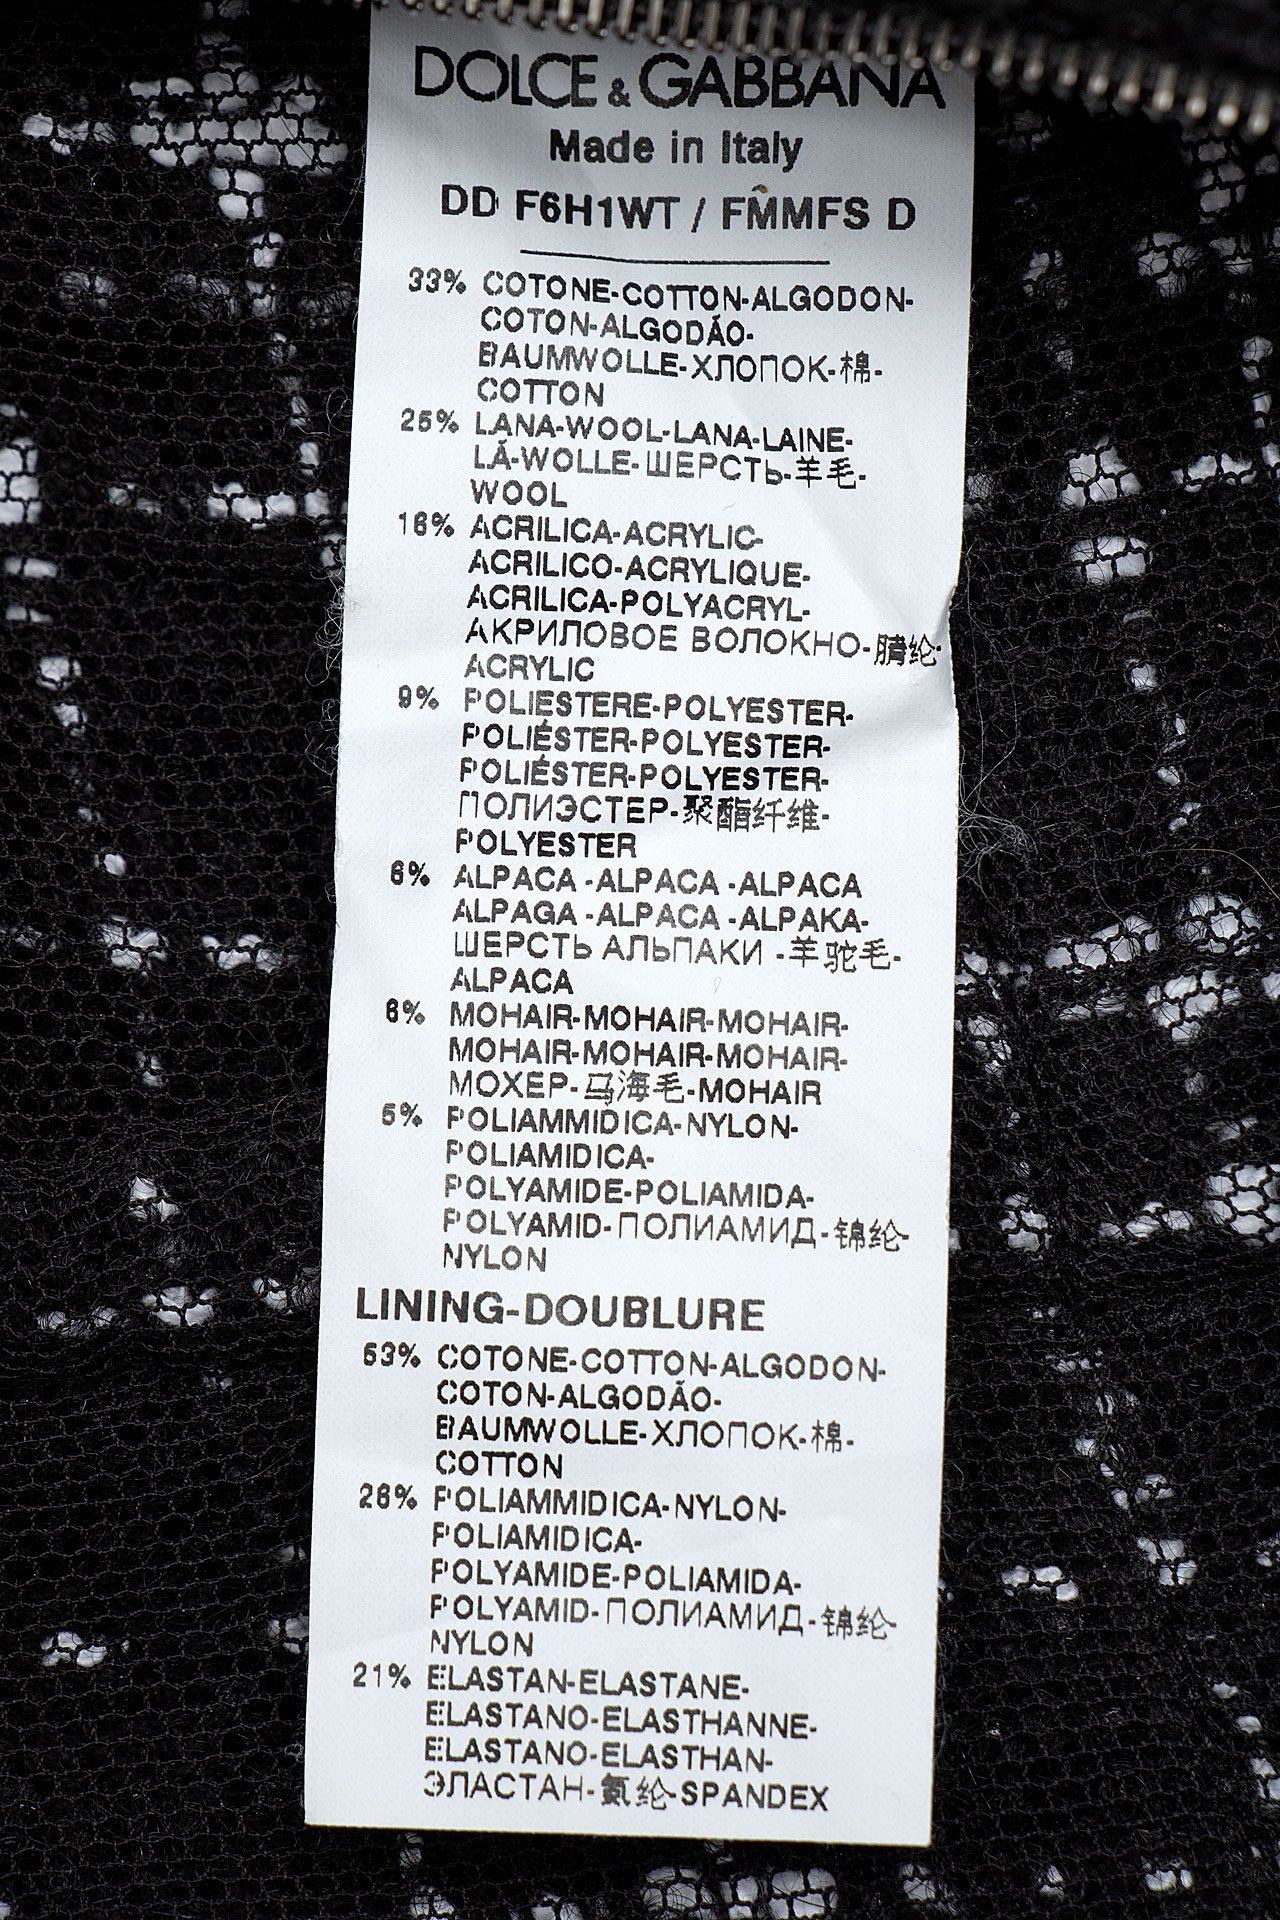 DOLCE & GABBANA
Made in Italy
DD F6H1WT / FMMFS D
33% COTONE-COTTON-ALGODON-
COTON-ALGODÃO-
BAUMWOLLE-ХЛОПОК-棉-
COTTON
25% LANA-WOOL-LANA-LAINE-
LÃ-WOLLE-ШЕРСТЬ-羊毛-
WOOL
16% ACRILICA-ACRYLIC-
ACRILICO-ACRYLIQUE-
ACRILICA-POLYACRYL-
АКРИЛОВОЕ ВОЛОКНО-腈纶-
ACRYLIC
9% POLIESTERE-POLYESTER-
POLIÉSTER-POLYESTER-
POLIÉSTER-POLYESTER-
ПОЛИЭСТЕР-聚酯纤维-
POLYESTER
6% ALPACA -ALPACA -ALPACA
ALPAGA -ALPACA -ALPAKA-
ШЕРСТЬ АЛЬПАКИ -羊驼毛-
ALPACA
6% MOHAIR-MOHAIR-MOHAIR-
MOHAIR-MOHAIR-MOHAIR-
МОХЕР-马海毛-MOHAIR
5% POLIAMMIDICA-NYLON-
POLIAMIDICA-
POLYAMIDE-POLIAMIDA-
POLYAMID-ПОЛИАМИД-锦纶-
NYLON
LINING-DOUBLURE
53% COTONE-COTTON-ALGODON-
COTON-ALGODÃO-
BAUMWOLLE-ХЛОПОК-棉-
COTTON
26% POLIAMMIDICA-NYLON-
POLIAMIDICA-
POLYAMIDE-POLIAMIDA-
POLYAMID-ПОЛИАМИД-锦纶-
NYLON
21% ELASTAN-ELASTANE-
ELASTANO-ELASTHANNE-
ELASTANO-ELASTHAN-
ЭЛАСТАН-氨纶-SPANDEX